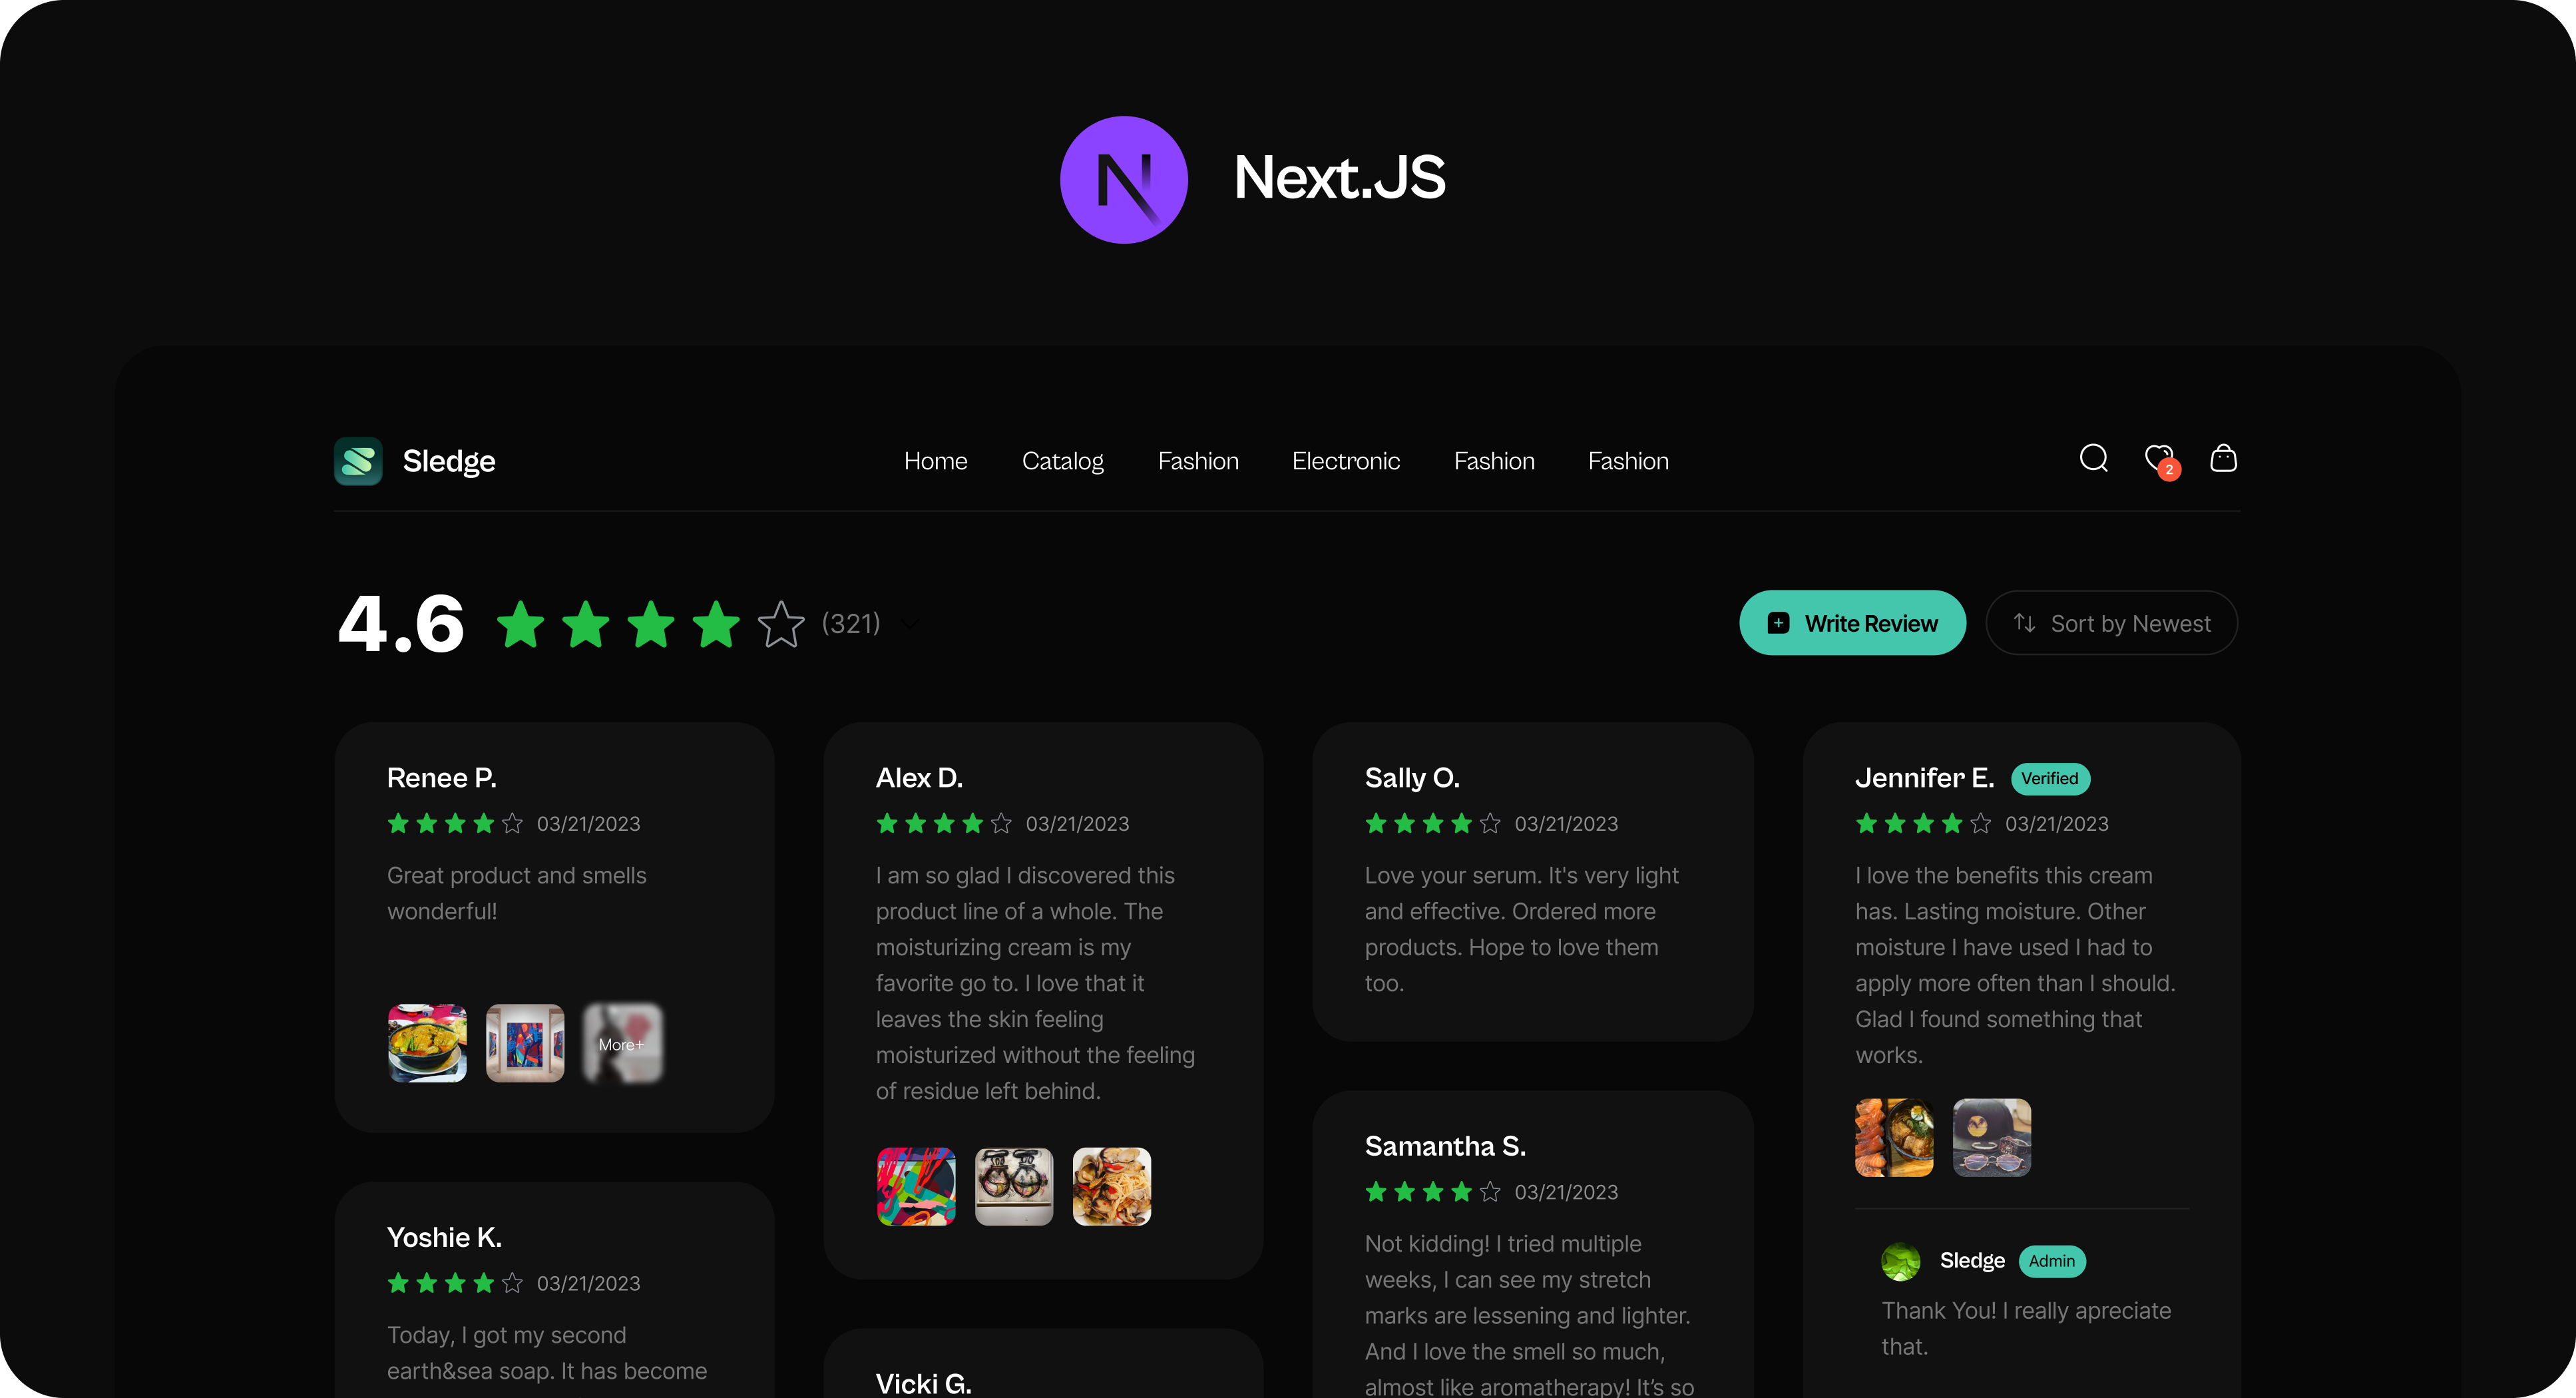 Next.JS
Sledge
Home
Catalog
Fashion
Electronic
Fashion
Fashion
2
4.6
(321)
Write Review
Sort by Newest
Renee P.
03/21/2023
Great product and smells
wonderful!
More+
Yoshie K.
03/21/2023
Today, I got my second
earth&sea soap. It has become
Alex D.
03/21/2023
I am so glad I discovered this
product line of a whole. The
moisturizing cream is my
favorite go to. I love that it
leaves the skin feeling
moisturized without the feeling
of residue left behind.
Vicki G.
Sally O.
03/21/2023
Love your serum. It's very light
and effective. Ordered more
products. Hope to love them
too.
Samantha S.
03/21/2023
Not kidding! I tried multiple
weeks, I can see my stretch
marks are lessening and lighter.
And I love the smell so much,
almost like aromatherapy! It's so
Jennifer E.
Verified
03/21/2023
I love the benefits this cream
has. Lasting moisture. Other
moisture I have used I had to
apply more often than I should.
Glad I found something that
works.
Sledge
Admin
Thank You! I really apreciate
that.